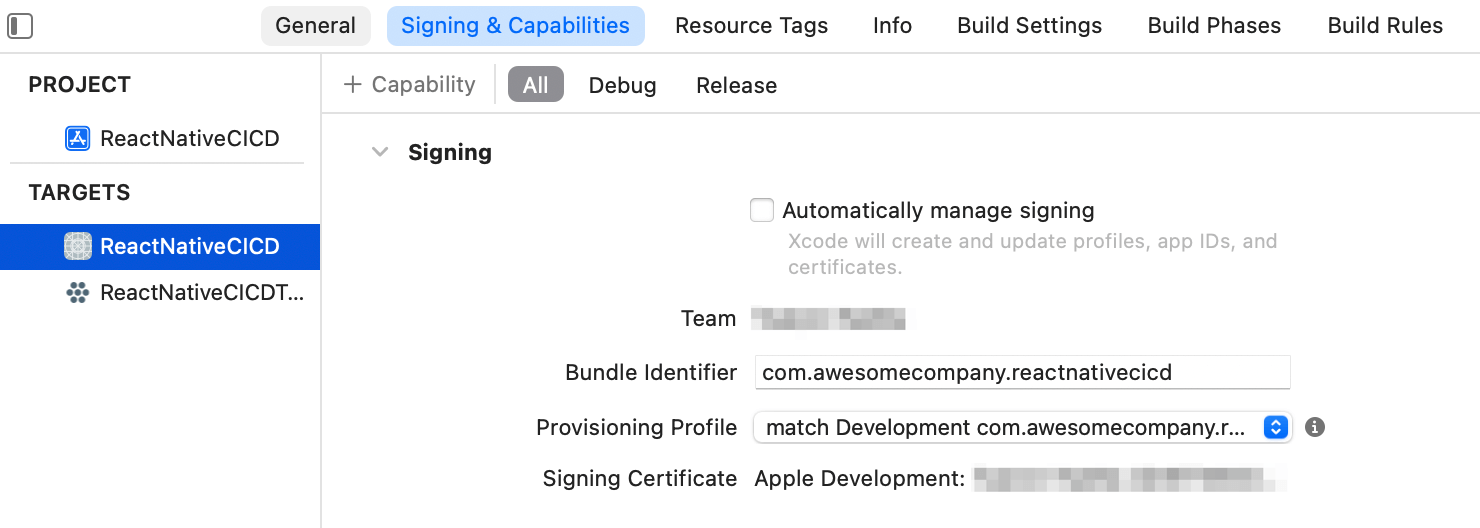 General Signing & Capabilities Resource Tags Info Build Settings Build Phases Build Rules
PROJECT
ReactNativeCICD
TARGETS
ReactNativeCICD
ReactNativeCICDT...
+ Capability All Debug Release
Signing
Automatically manage signing
Xcode will create and update profiles, app IDs, and
certificates.
Team
Bundle Identifier com.awesomecompany.reactnativecicd
Provisioning Profile match Development com.awesomecompany.r...
Signing Certificate Apple Development: